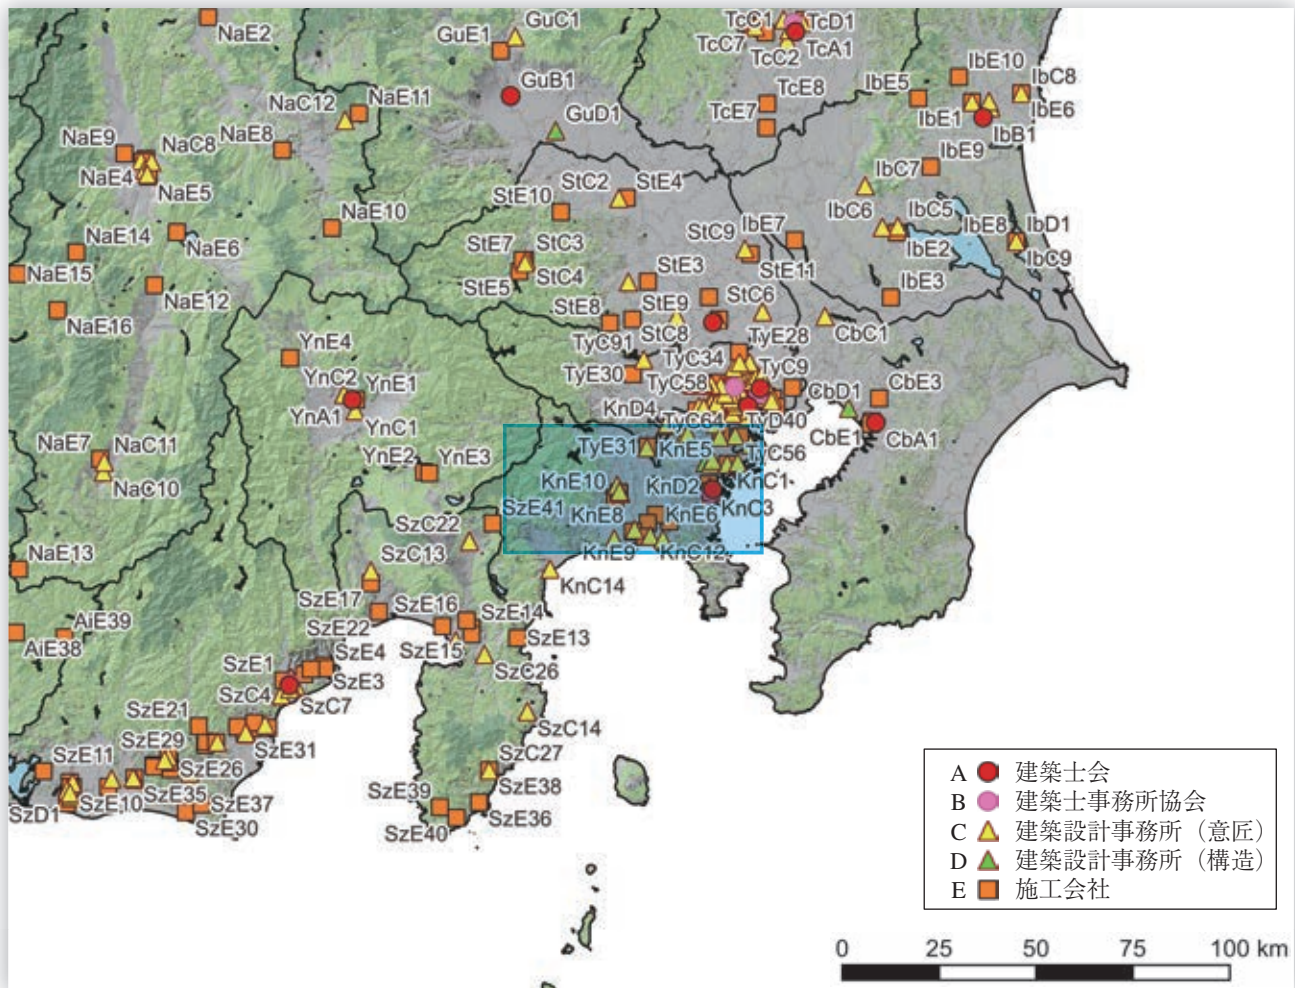 NaE2
GuC1
GuE1
TcC1
TcD1
TcC7
TcA1
TcC2
IbE10
IbC8
GuB1
IbE5
NaC12
NaE11
TcE8
IbE6
IbE1
GuD1
TcE7
IbB1
NaE9
NaC8
NaE8
IbE9
IbC7
NaE4
StC2
StE4
NaE5
StE10
IbC6
IbC5
NaE10
IbE7
IbE8
IbD1
StC9
NaE14
NaE6
StE7
StC3
IbE2
IbC9
StE3
StE11
NaE15
StC4
StE5
IbE3
NaE12
StC6
StE8
StE9
NaE16
StC8
TyE28
CbC1
TyC91
YnE4
TyC34
TyC9
TyE30
YnC2
YnE1
TyC58
CbD1
CbE3
KnD4
YnA1
YnC1
TyC64
TyD40
CbE1
CbA1
NaE7
NaC11
TyE31
KnE5
TyC56
YnE2
YnE3
NaC10
KnE10
KnD2
KnC1
SzE41
KnE8
KnE6
KnC3
SzC22
NaE13
SzC13
KnE9
KnC12
KnC14
SzE17
SzE16
SzE14
AiE39
SzE22
SzE13
AiE38
SzE4
SzE15
SzE1
SzC26
SzE3
SzC4
SzC7
SzE21
SzC14
SzE29
SzE31
SzE11
SzC27
SzE26
SzE38
SzE35
SzE39
SzD1
SzE10
SzE37
SzE36
SzE30
SzE40
A 建築士会
B 建築士事務所協会
C 建築設計事務所（意匠）
D 建築設計事務所（構造）
E 施工会社
0 25 50 75 100 km